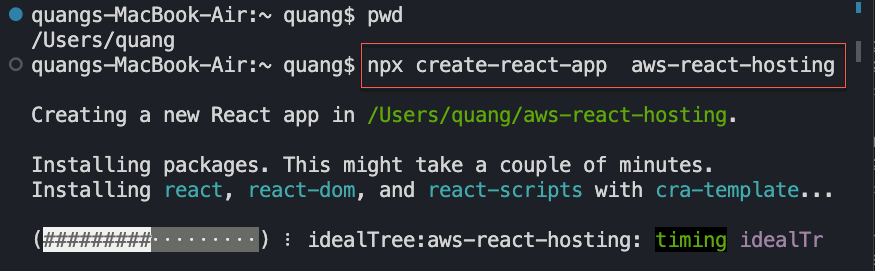 quangs-MacBook-Air:~ quang$ pwd
/Users/quang
quangs-MacBook-Air:~ quang$ npx create-react-app  aws-react-hosting
Creating a new React app in /Users/quang/aws-react-hosting.
Installing packages. This might take a couple of minutes.
Installing react, react-dom, and react-scripts with cra-template...
(#########·········) ⠸ idealTree:aws-react-hosting: timing idealTr